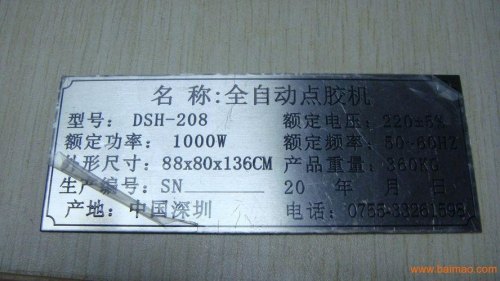 名 称:全自动点胶机
型号: DSH-208 额定电压: 220±5%
额定功率: 1000W 额定频率: 50-60HZ
外形尺寸: 88x80x136CM 产品重量: 360KG
生产编号: SN________ 20 年 月 日
产地: 中国深圳 电话: 0755-33261598
www.baimao.com